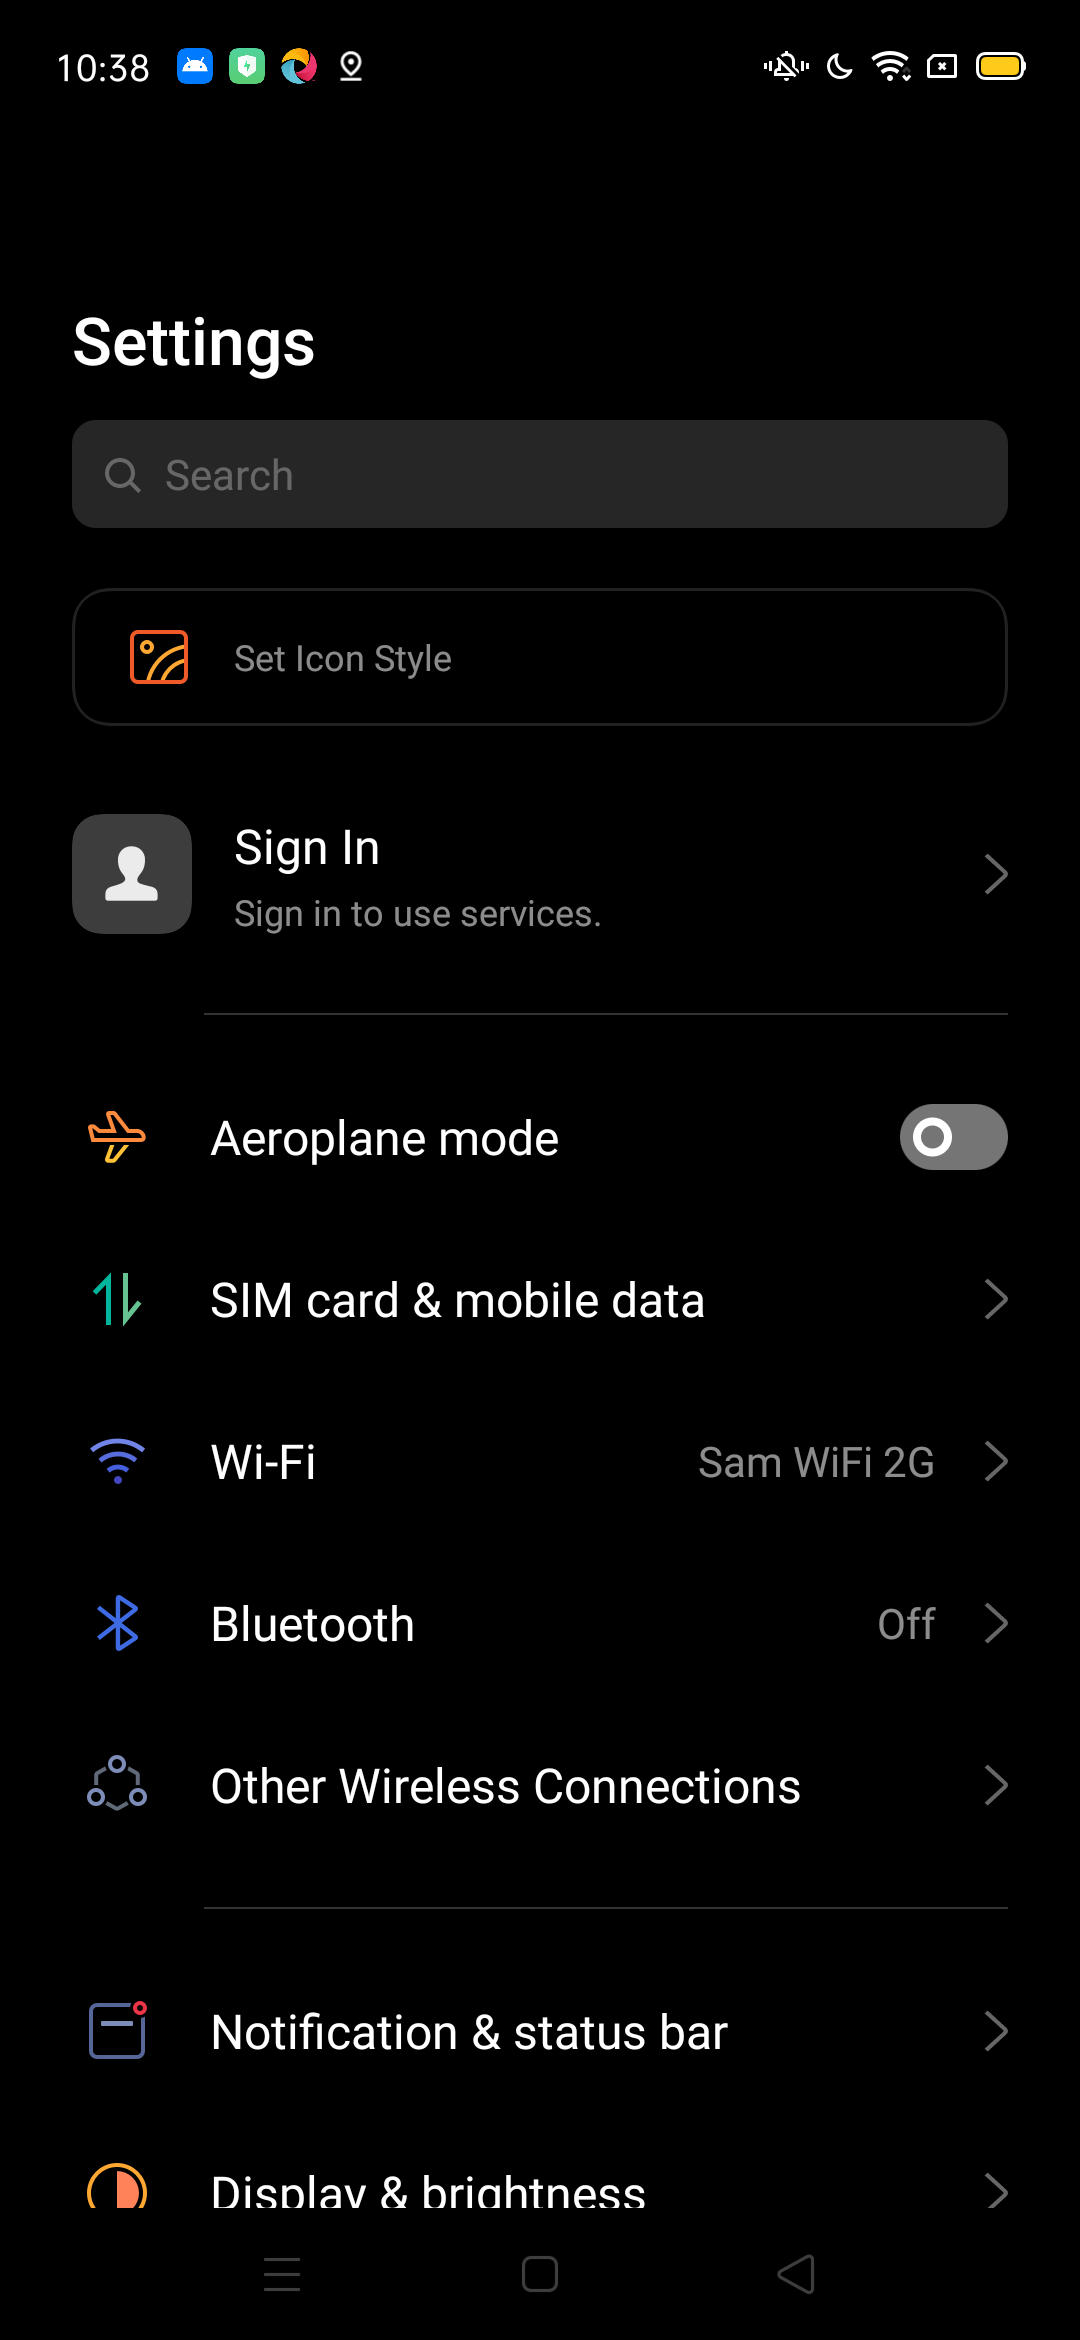 10:38
Settings
Search
Set Icon Style
Sign In
Sign in to use services.
Aeroplane mode
SIM card & mobile data
Wi-Fi
Sam WiFi 2G
Bluetooth
Off
Other Wireless Connections
Notification & status bar
Display & brightness